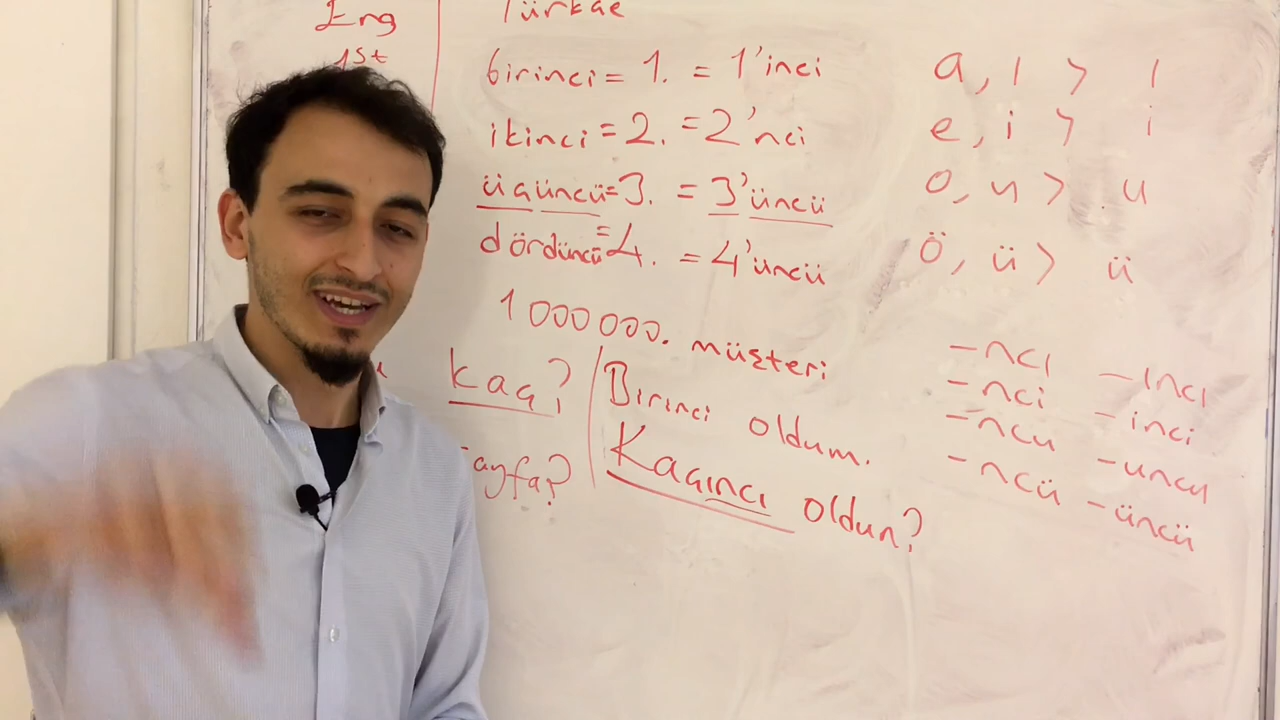 Eng
1st
Türkçe
birinci = 1. = 1'inci
ikinci = 2. = 2'nci
üçüncü = 3. = 3'üncü
dördüncü = 4. = 4'üncü
1 000 000. müşteri
kaç?
Birinci oldum.
Kaçıncı oldun?
a, ı > ı
e, i > i
o, u > u
ö, ü > ü
-ncı -ıncı
-nci -inci
-ncu -uncu
-ncü -üncü